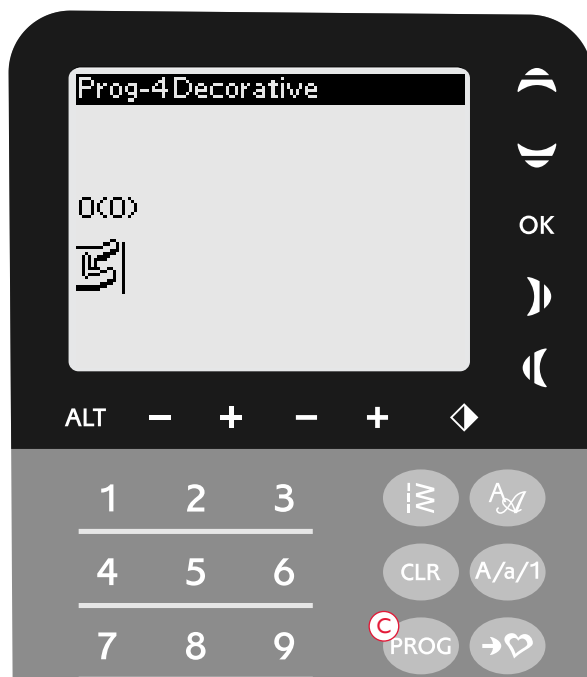 Prog-4 Decorative
0(0)
OK
ALT - + - +
1 2 3
A
4 5 6 CLR A/a/1
C
7 8 9 PROG